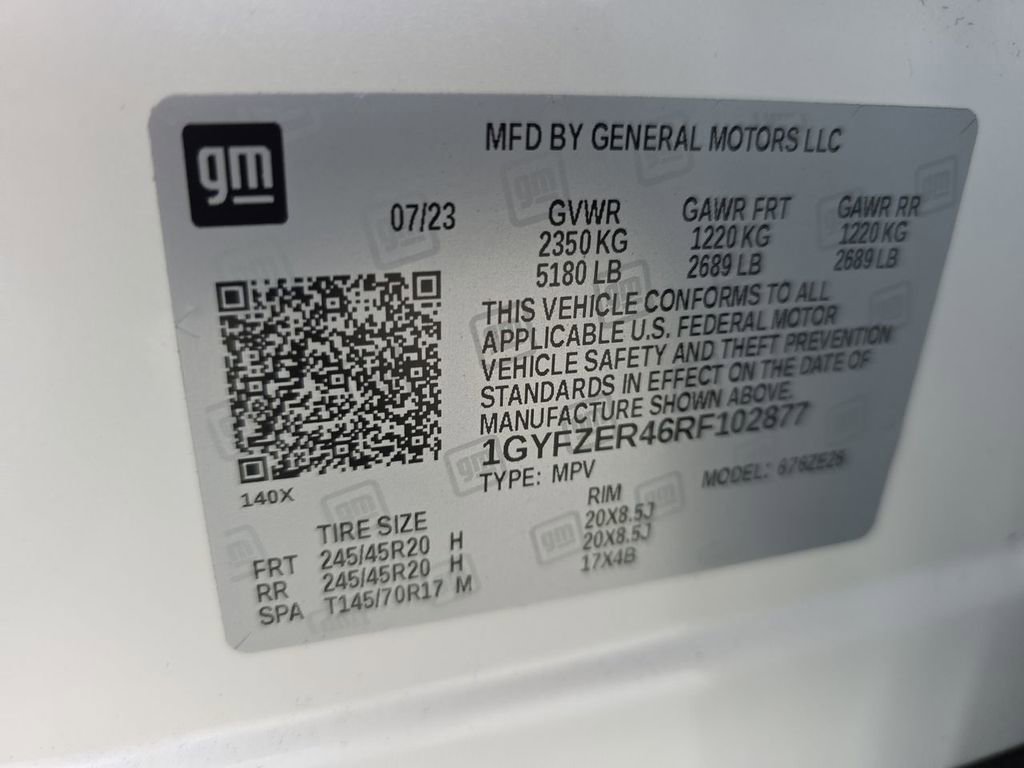 gm
MFD BY GENERAL MOTORS LLC
07/23
GVWR GAWR FRT GAWR RR
2350 KG 1220 KG 1220 KG
5180 LB 2689 LB 2689 LB
THIS VEHICLE CONFORMS TO ALL
APPLICABLE U.S. FEDERAL MOTOR
VEHICLE SAFETY AND THEFT PREVENTION
STANDARDS IN EFFECT ON THE DATE OF
MANUFACTURE SHOWN ABOVE.
1GYFZER46RF102877
TYPE: MPV MODEL:
140X
TIRE SIZE RIM
FRT 245/45R20 H 20X8.5J
RR 245/45R20 H 20X8.5J
SPA T145/70R17 M 17X4B